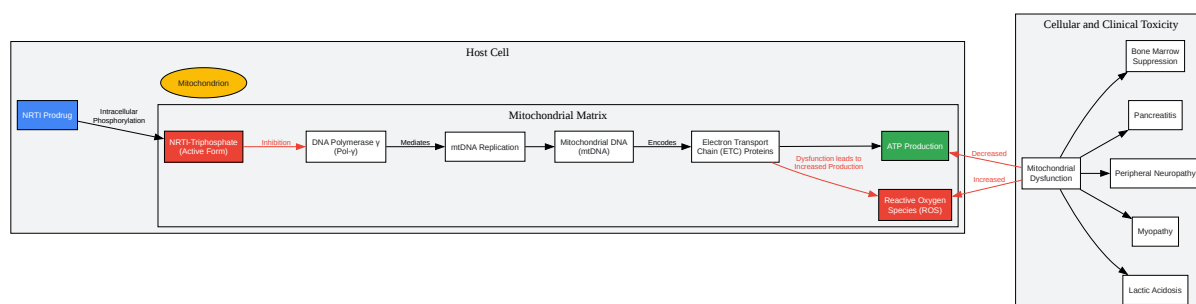 Cellular and Clinical Toxicity
Host Cell
Bone Marrow
Suppression
Mitochondrion
NRTI Prodrug
Intracellular
Phosphorylation
Mitochondrial Matrix
Pancreatitis
NRTI-Triphosphate
(Active Form)
Inhibition
DNA Polymerase γ
(Pol-γ)
Mediates
mtDNA Replication
Mitochondrial DNA
(mtDNA)
Encodes
Electron Transport
Chain (ETC) Proteins
ATP Production
Decreased
Dysfunction leads to
Increased Production
Mitochondrial
Dysfunction
Peripheral Neuropathy
Increased
Reactive Oxygen
Species (ROS)
Myopathy
Lactic Acidosis